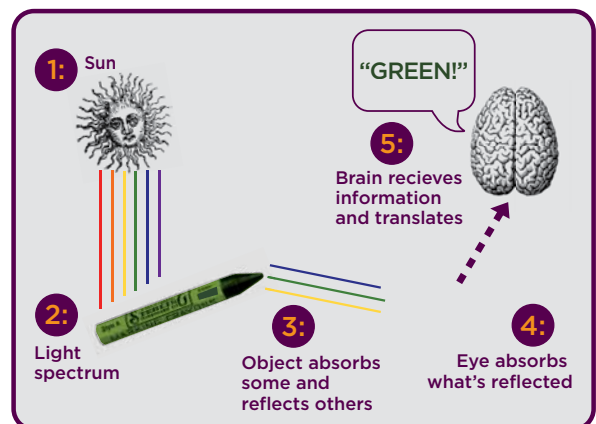 1:
Sun
2:
Light
spectrum
STERLING
3:
Object absorbs
some and
reflects others
4:
Eye absorbs
what's reflected
5:
Brain recieves
information
and translates
“GREEN!”